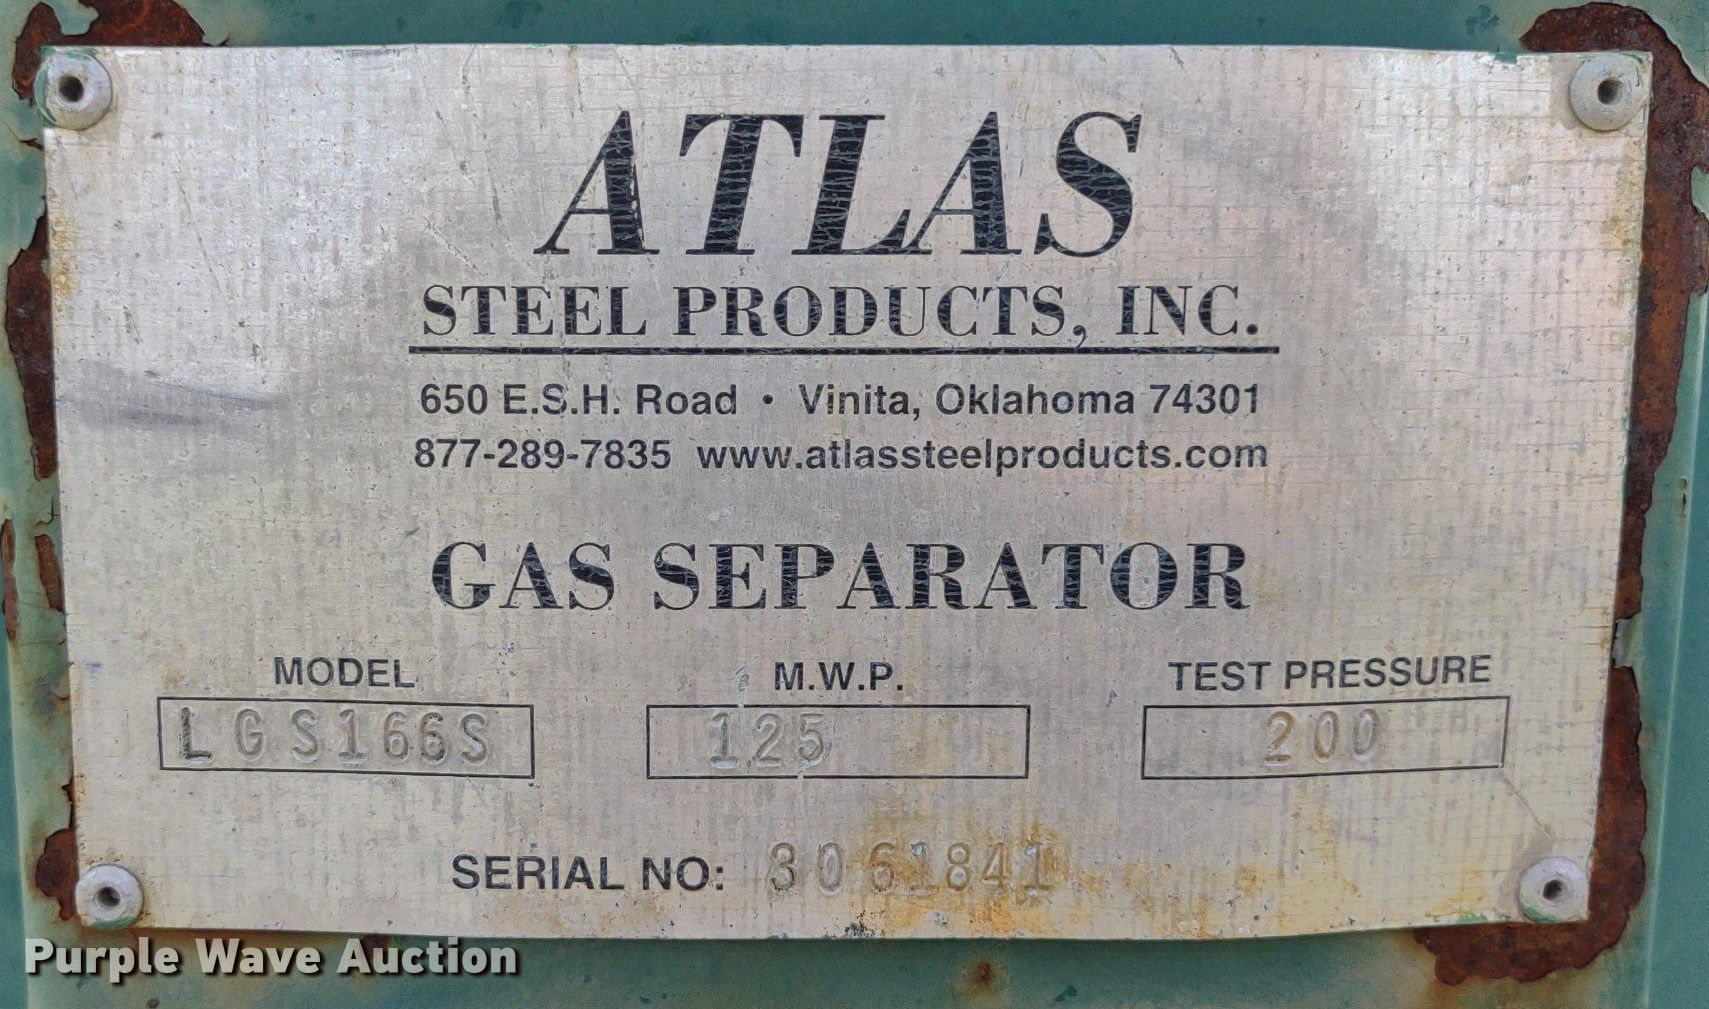 ATLAS
STEEL PRODUCTS, INC.
650 E.S.H. Road • Vinita, Oklahoma 74301
877-289-7835 www.atlassteelproducts.com
GAS SEPARATOR
MODEL M.W.P. TEST PRESSURE
LGS166S 125 200
SERIAL NO: 3061841
Purple Wave Auction